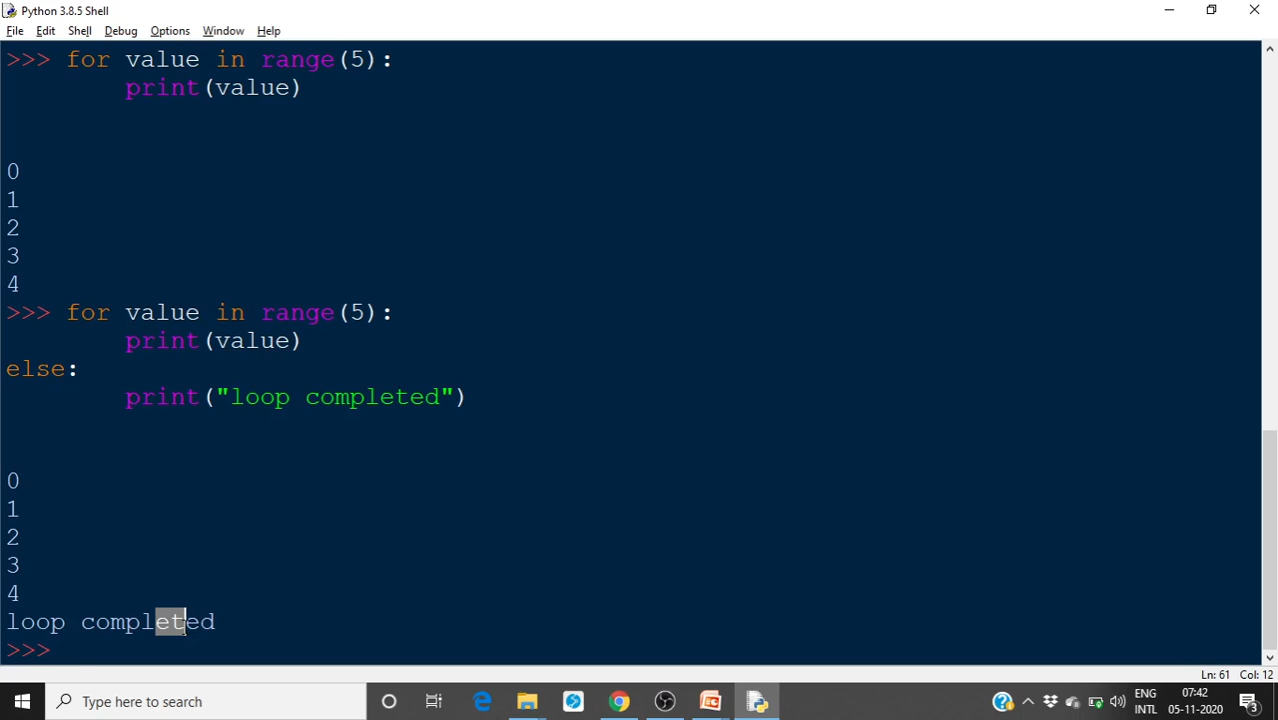 Python 3.8.5 Shell
File Edit Shell Debug Options Window Help
>>> for value in range(5):
        print(value)
0
1
2
3
4
>>> for value in range(5):
        print(value)
else:
        print("loop completed")
0
1
2
3
4
loop completed
>>>
Ln: 61 Col: 12
Type here to search
ENG
INTL
07:42
05-11-2020
3